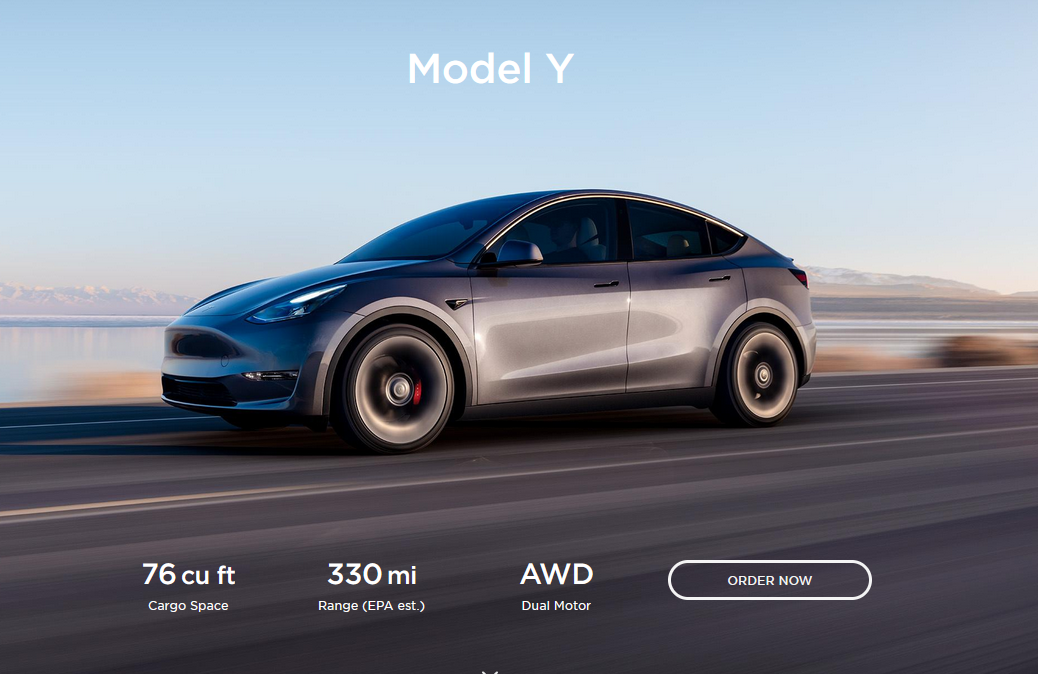 Model Y
76 cu ft
Cargo Space
330 mi
Range (EPA est.)
AWD
Dual Motor
ORDER NOW